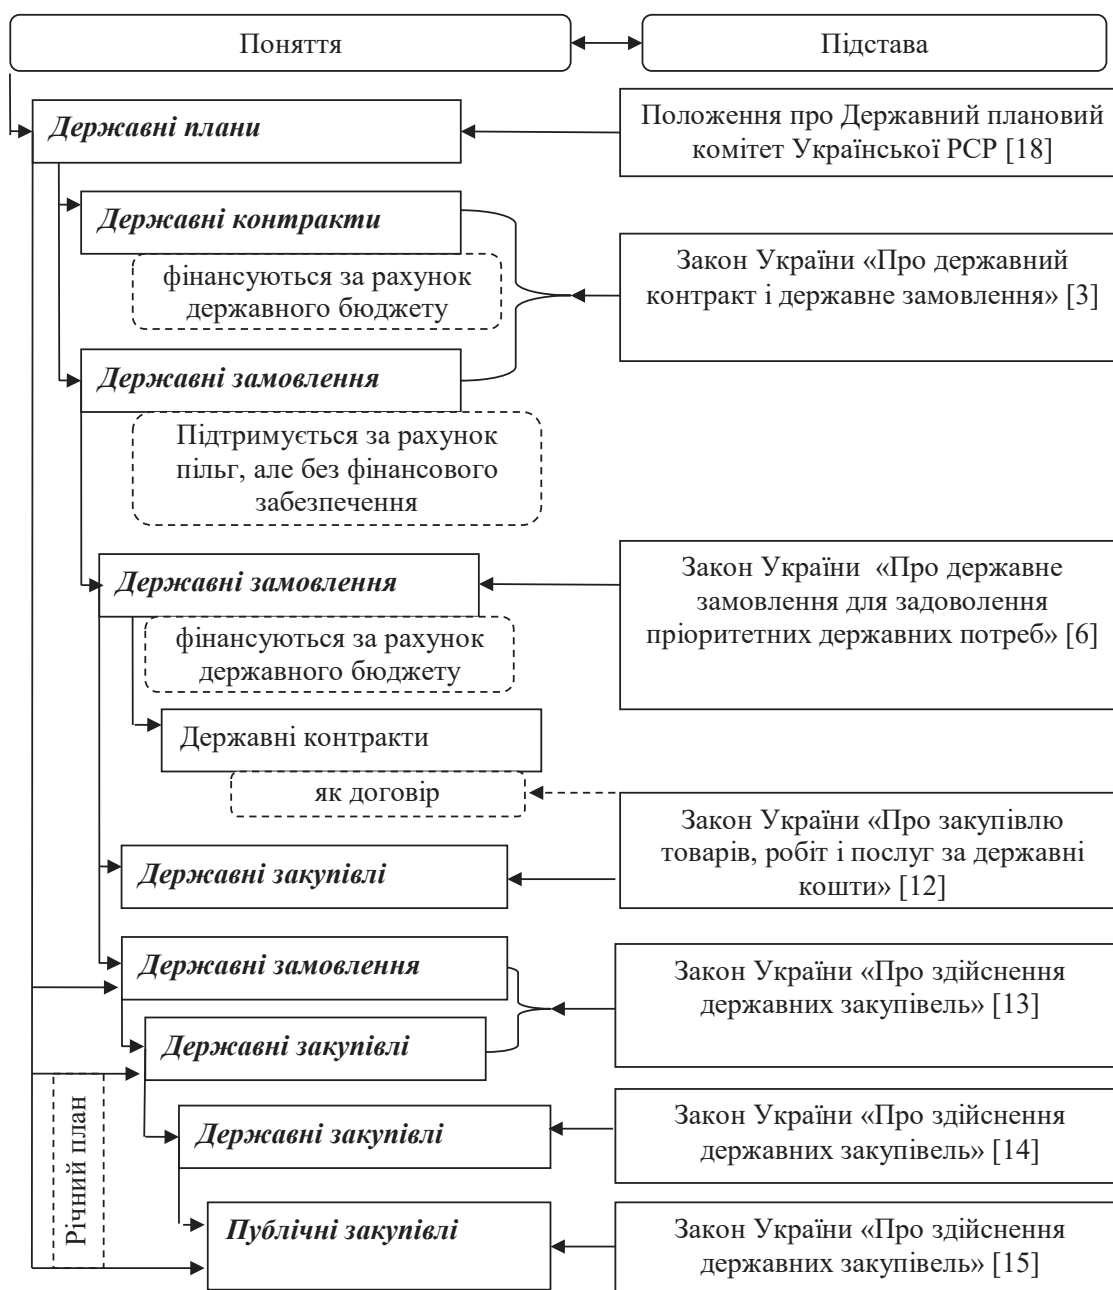 Поняття
Підстава
Державні плани
Положення про Державний плановий
комітет Української РСР [18]
Державні контракти
фінансуються за рахунок
державного бюджету
Закон України «Про державний
контракт і державне замовлення» [3]
Державні замовлення
Підтримується за рахунок
пільг, але без фінансового
забезпечення
Державні замовлення
Закон України «Про державне
замовлення для задоволення
пріоритетних державних потреб» [6]
фінансуються за рахунок
державного бюджету
Державні контракти
як договір
Закон України «Про закупівлю
товарів, робіт і послуг за державні
кошти» [12]
Державні закупівлі
Державні замовлення
Закон України «Про здійснення
державних закупівель» [13]
Державні закупівлі
Річний план
Державні закупівлі
Закон України «Про здійснення
державних закупівель» [14]
Публічні закупівлі
Закон України «Про здійснення
державних закупівель» [15]